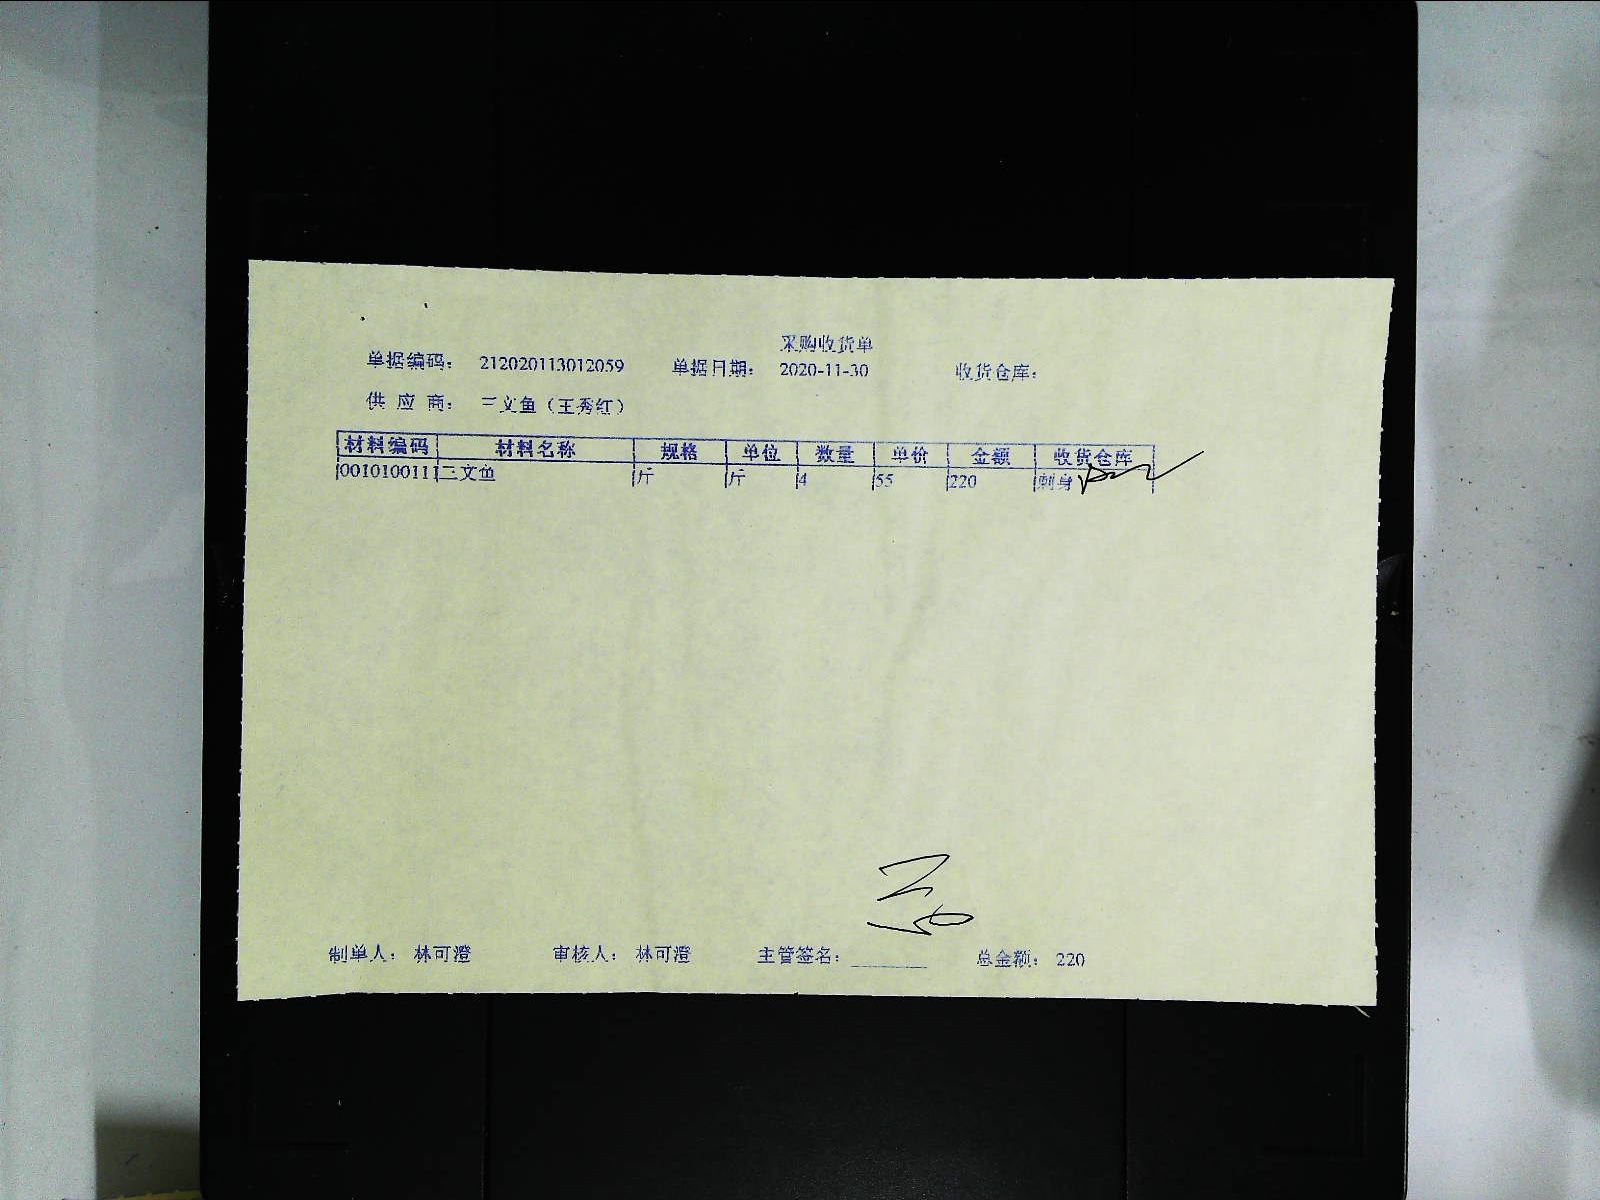 采购收货单
单据编码： 212020113012059 单据日期： 2020-11-30 收货仓库：
供 应 商： 三文鱼（王秀红）
材料编码 材料名称 规格 单位 数量 单价 金额 收货仓库
0010100111 三文鱼 斤 斤 4 55 220 刺身
制单人： 林可澄 审核人： 林可澄 主管签名： 总金额： 220